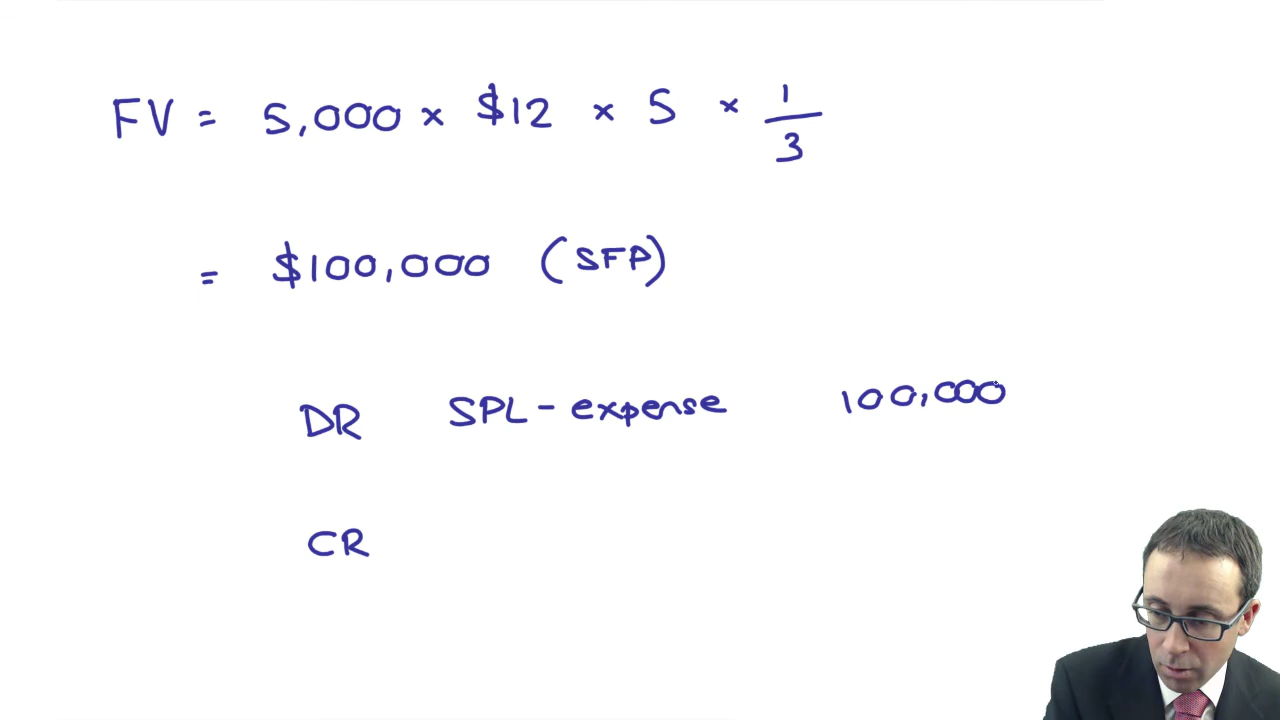 FV = 5,000 × $12 × 5 × 1/3
= $100,000 (SFP)
DR SPL - expense 100,000
CR